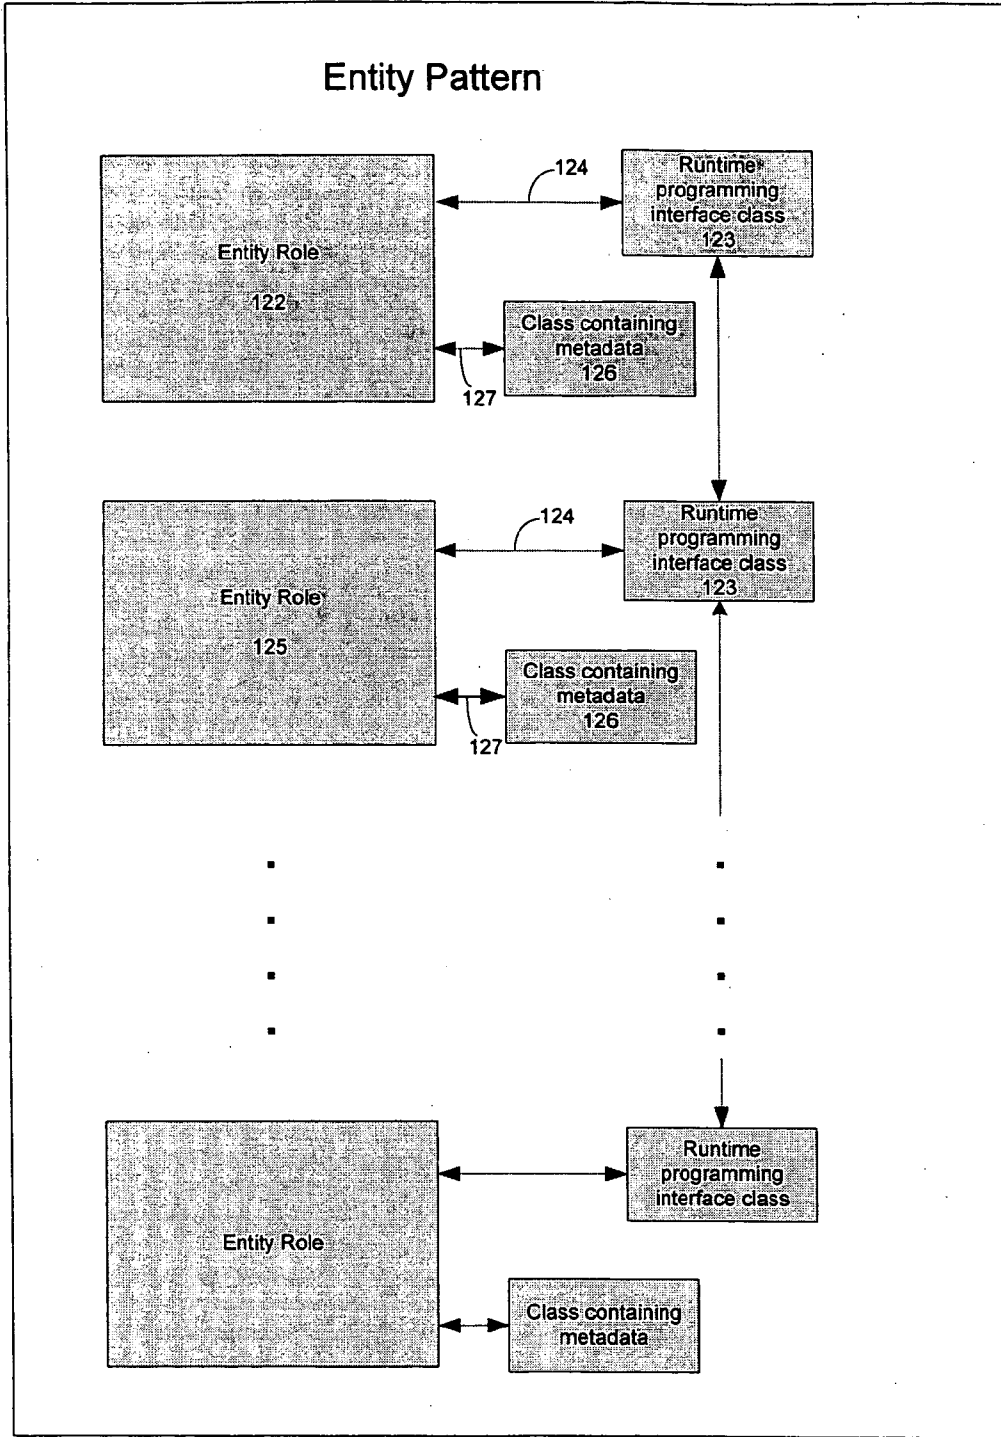 Entity Pattern
124
Runtime
programming
interface class
123
Entity Role
122
Class containing
metadata
126
127
124
Runtime
programming
interface class
123
Entity Role
125
Class containing
metadata
126
127
Runtime
programming
interface class
Entity Role
Class containing
metadata